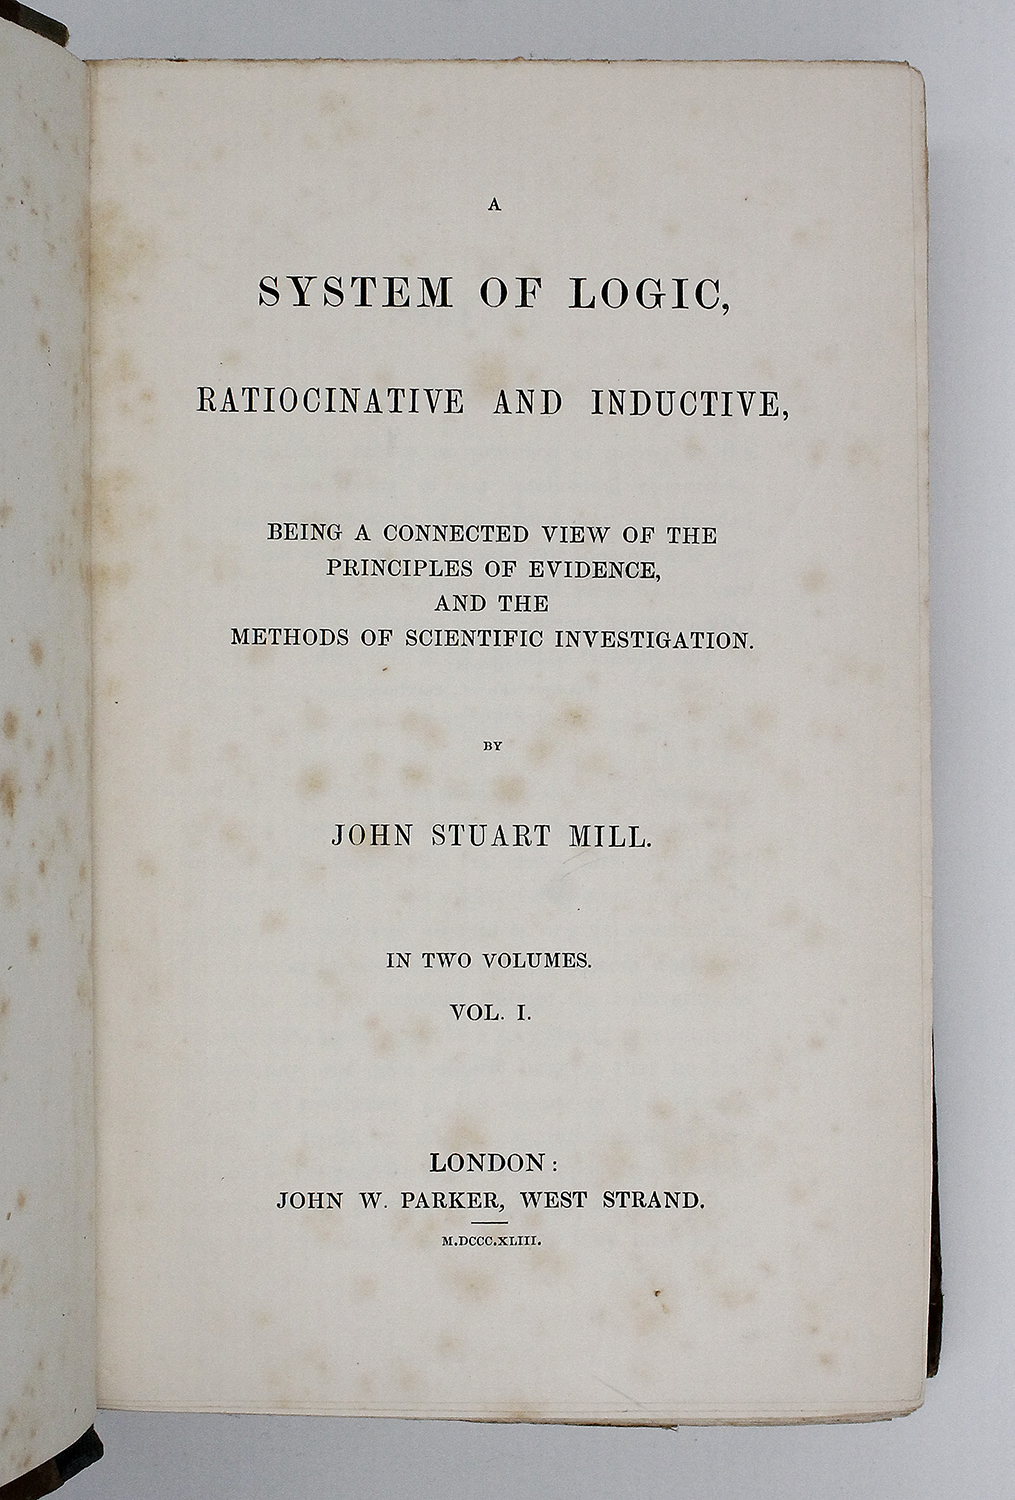 A
SYSTEM OF LOGIC,
RATIOCINATIVE AND INDUCTIVE,
BEING A CONNECTED VIEW OF THE
PRINCIPLES OF EVIDENCE,
AND THE
METHODS OF SCIENTIFIC INVESTIGATION.
BY
JOHN STUART MILL.
IN TWO VOLUMES.
VOL. I.
LONDON:
JOHN W. PARKER, WEST STRAND.
M.DCCC.XLIII.